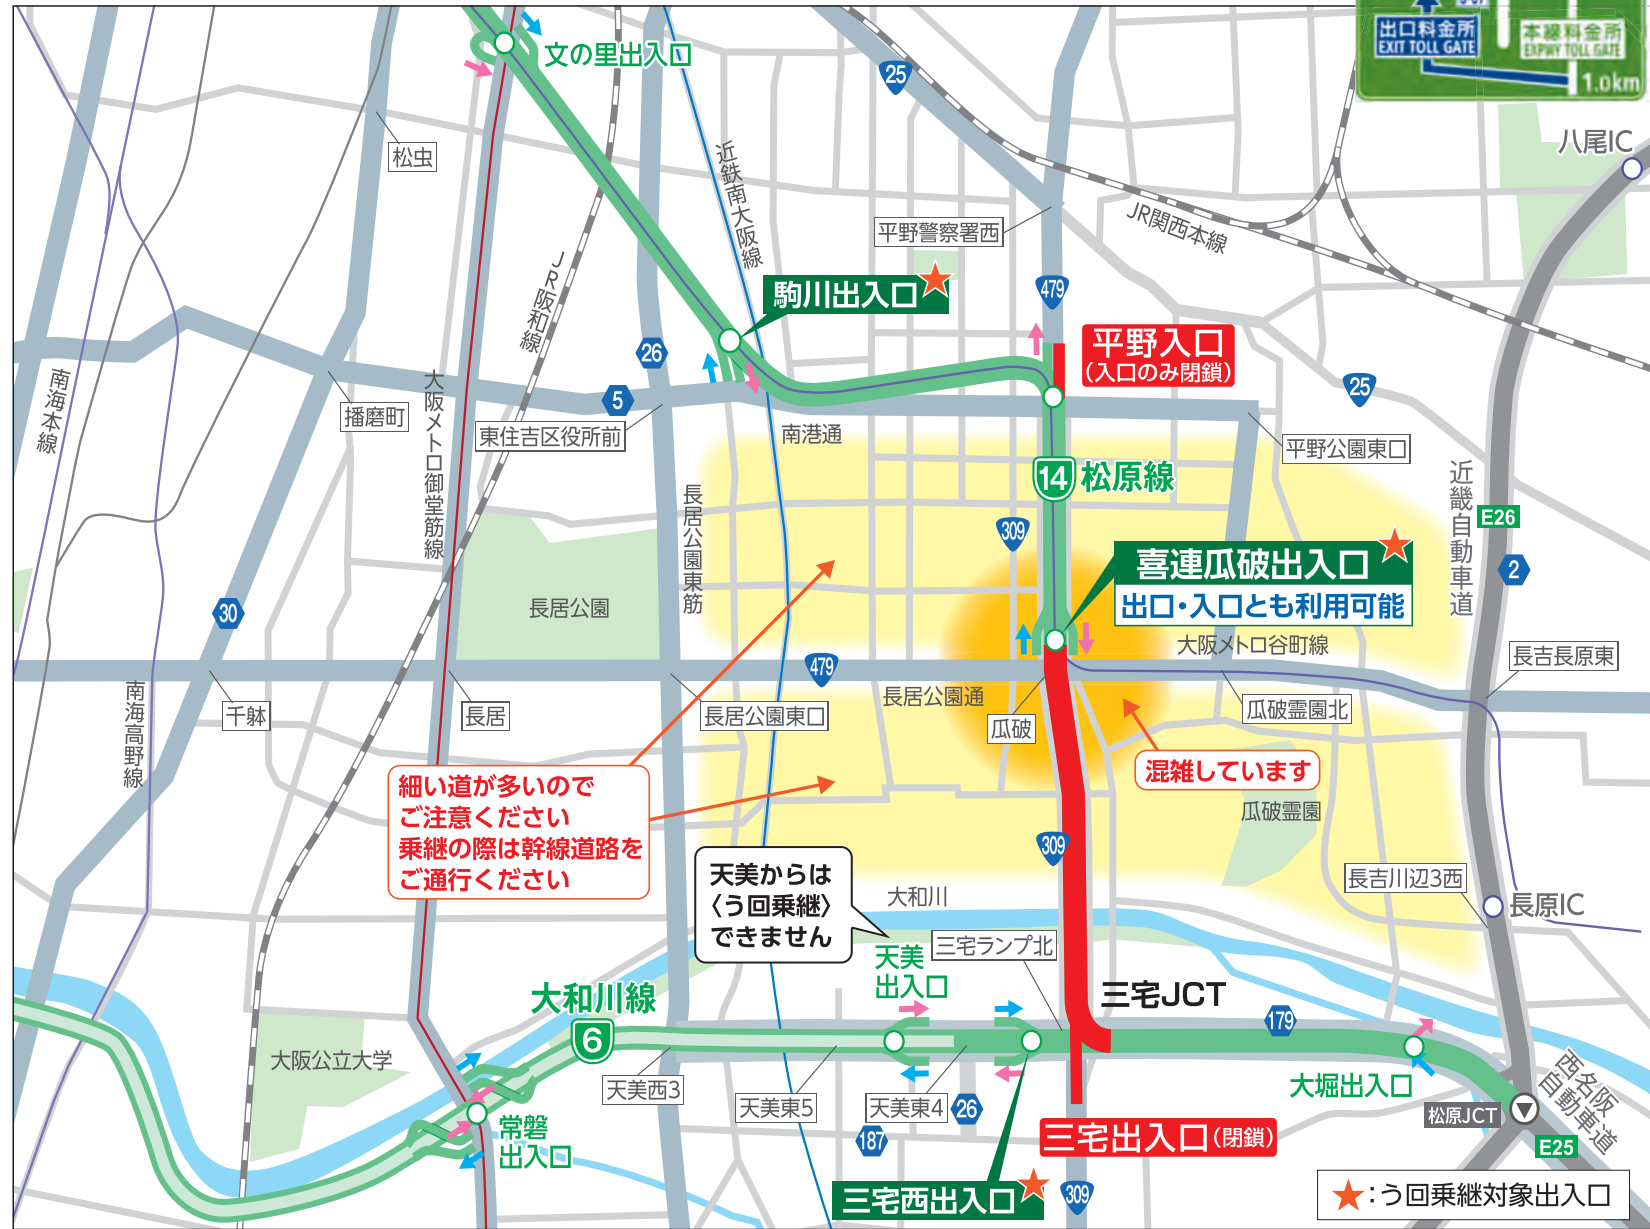 出口料金所
EXIT TOLL GATE
本線料金所
EXPWY TOLL GATE
1.0km
文の里出入口
25
八尾IC
松虫
近鉄南大阪線
平野警察署西
JR関西本線
JR阪和線
駒川出入口
479
平野入口
(入口のみ閉鎖)
26
5
25
南海本線
播磨町
大阪メトロ御堂筋線
東住吉区役所前
南港通
平野公園東口
14
松原線
近畿自動車道
E26
長居公園東筋
309
喜連瓜破出入口
出口・入口とも利用可能
2
30
長居公園
大阪メトロ谷町線
長吉長原東
479
南海高野線
千躰
長居
長居公園東口
長居公園通
瓜破
瓜破霊園北
細い道が多いので
ご注意ください
乗継の際は幹線道路を
ご通行ください
混雑しています
瓜破霊園
309
天美からは
〈う回乗継〉
できません
大和川
長吉川辺3西
長原IC
天美
出入口
三宅ランプ北
大和川線
6
三宅JCT
179
大阪公立大学
天美西3
天美東5
天美東4
26
187
大堀出入口
松原JCT
西名阪
自動車道
E25
常磐
出入口
三宅出入口(閉鎖)
三宅西出入口
309
★:う回乗継対象出入口